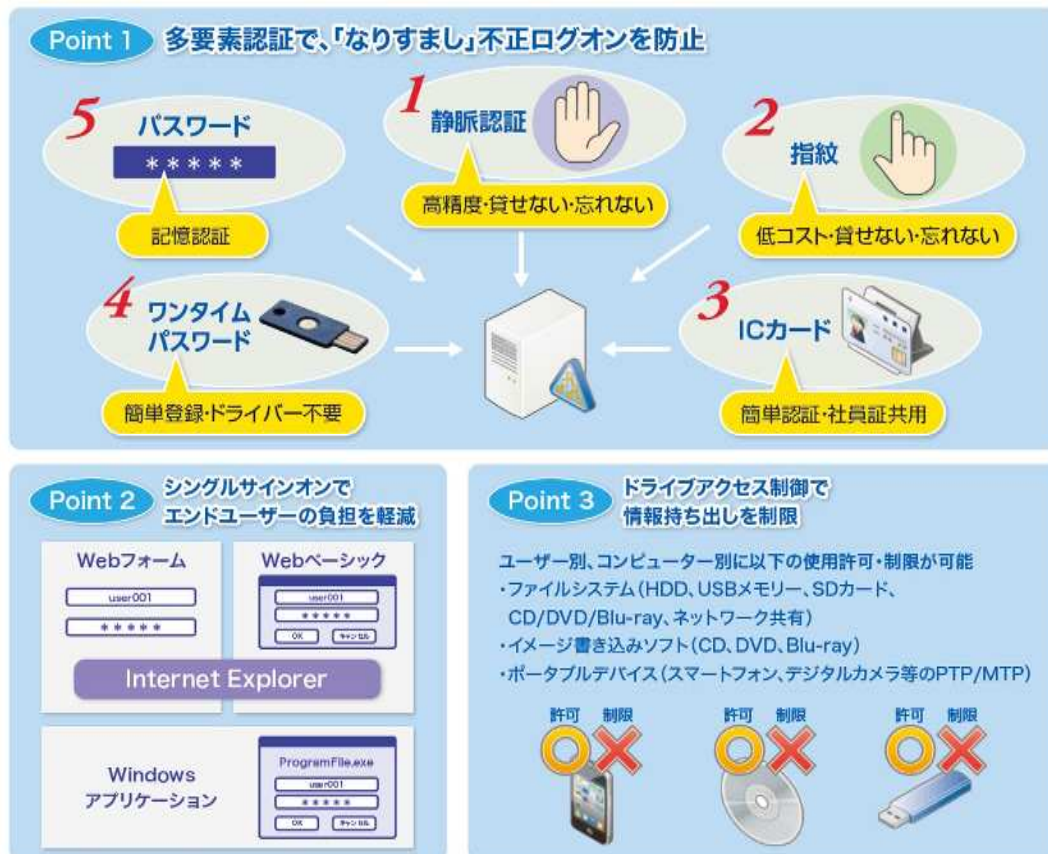 Point 1 多要素認証で、「なりすまし」不正ログオンを防止
5 パスワード
*****
記憶認証
1 静脈認証
高精度・貸せない・忘れない
2 指紋
低コスト・貸せない・忘れない
4 ワンタイム
パスワード
簡単登録・ドライバー不要
3 ICカード
簡単認証・社員証共用
Point 2 シングルサインオンで
エンドユーザーの負担を軽減
Webフォーム
user001
*****
Webベーシック
user001
*****
OK キャンセル
Internet Explorer
Windows
アプリケーション
ProgramFile.exe
user001
*****
OK キャンセル
Point 3 ドライブアクセス制御で
情報持ち出しを制限
ユーザー別、コンピューター別に以下の使用許可・制限が可能
・ファイルシステム(HDD、USBメモリー、SDカード、
CD/DVD/Blu-ray、ネットワーク共有)
・イメージ書き込みソフト(CD、DVD、Blu-ray)
・ポータブルデバイス(スマートフォン、デジタルカメラ等のPTP/MTP)
許可 制限
許可 制限
許可 制限